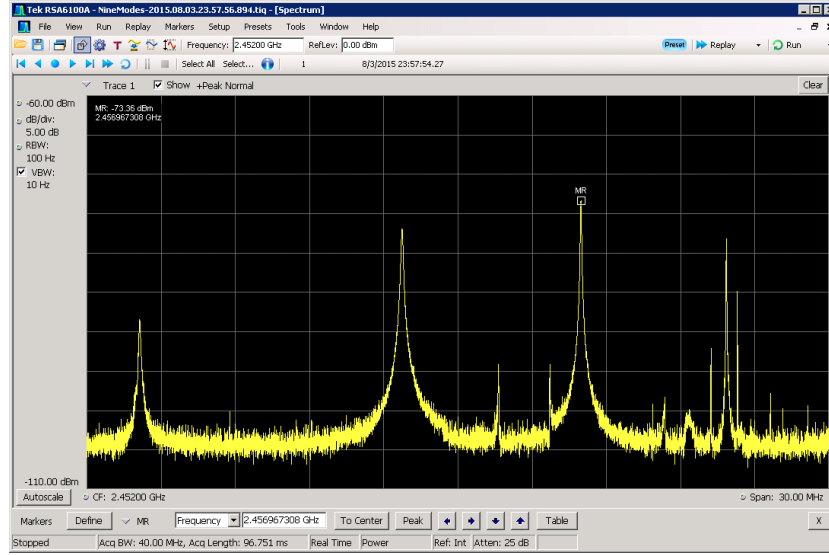 Tek RSA6100A - NineModes-2015.08.03.23.57.56.894.tiq - [Spectrum]
File View Run Replay Markers Setup Presets Tools Window Help
T Frequency: 2.45200 GHz RefLev: 0.00 dBm Preset Replay Run
Select All Select... 1 8/3/2015 23:57:54.27
Trace 1 Show +Peak Normal Clear
-60.00 dBm
dB/div:
5.00 dB
RBW:
100 Hz
VBW:
10 Hz
MR: -73.36 dBm
2.456967308 GHz
MR
-110.00 dBm
Autoscale CF: 2.45200 GHz Span: 30.00 MHz
Markers Define MR Frequency 2.456967308 GHz To Center Peak Table X
Stopped Acq BW: 40.00 MHz, Acq Length: 96.751 ms Real Time Power Ref: Int Atten: 25 dB